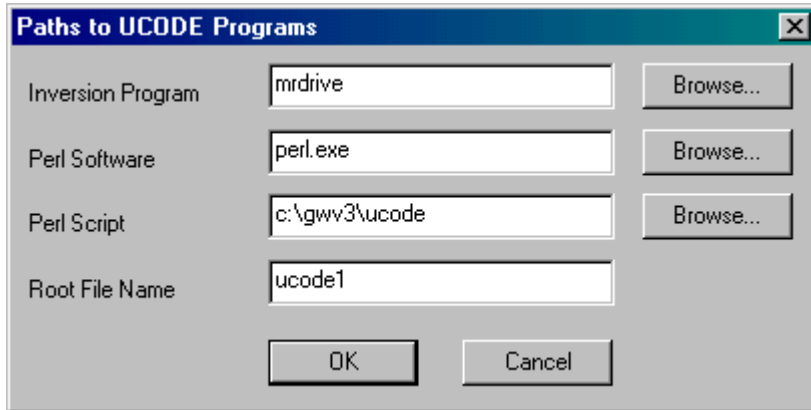 Paths to UCODE Programs
Inversion Program mrdrive Browse...
Perl Software perl.exe Browse...
Perl Script c:\gwv3\ucode Browse...
Root File Name ucode1
OK Cancel